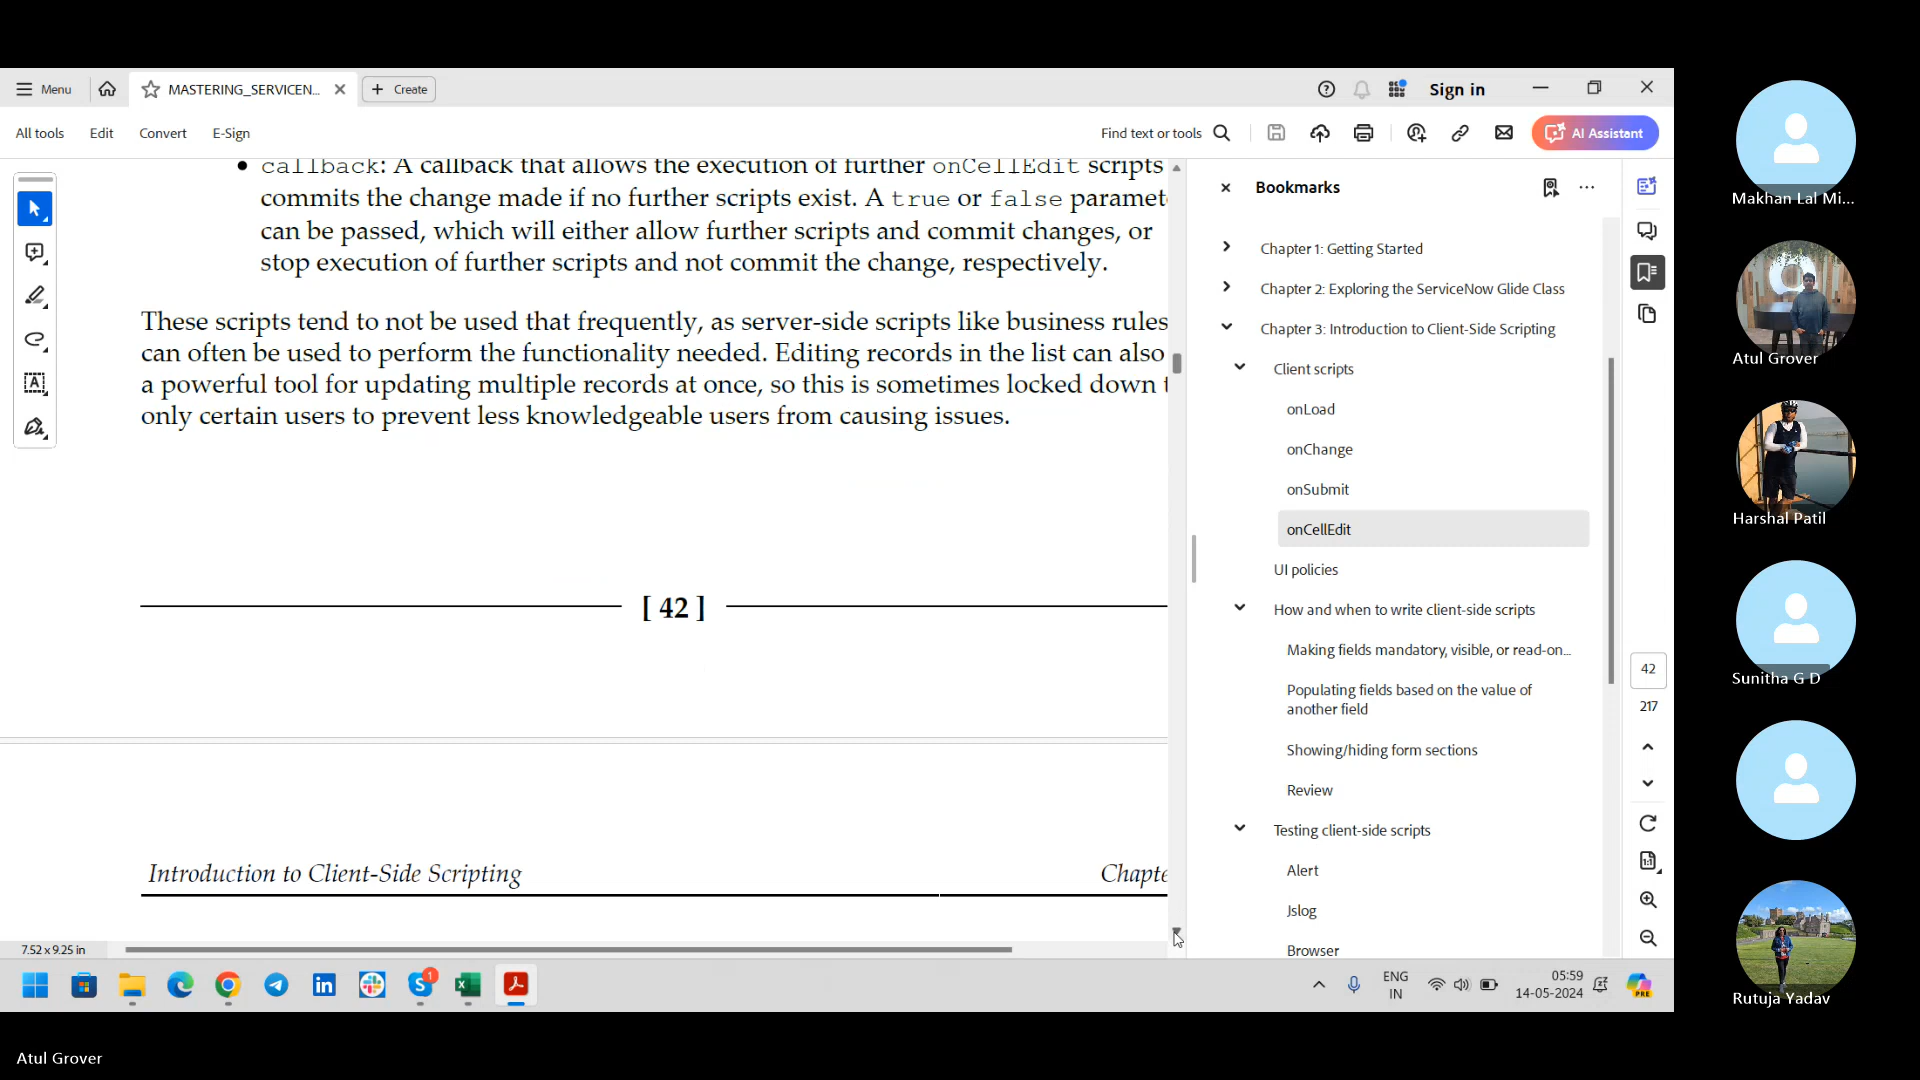 Menu
MASTERING_SERVICEN...
Create
Sign in
All tools
Edit
Convert
E-Sign
Find text or tools
AI Assistant
callback: A callback that allows the execution of further onCellEdit scripts
commits the change made if no further scripts exist. A true or false paramet
can be passed, which will either allow further scripts and commit changes, or
stop execution of further scripts and not commit the change, respectively.
These scripts tend to not be used that frequently, as server-side scripts like business rules
can often be used to perform the functionality needed. Editing records in the list can also
a powerful tool for updating multiple records at once, so this is sometimes locked down t
only certain users to prevent less knowledgeable users from causing issues.
[ 42 ]
Introduction to Client-Side Scripting
Chapte
7.52 x 9.25 in
Bookmarks
Chapter 1: Getting Started
Chapter 2: Exploring the ServiceNow Glide Class
Chapter 3: Introduction to Client-Side Scripting
Client scripts
onLoad
onChange
onSubmit
onCellEdit
UI policies
How and when to write client-side scripts
Making fields mandatory, visible, or read-on...
Populating fields based on the value of
another field
Showing/hiding form sections
Review
Testing client-side scripts
Alert
Jslog
Browser
42
217
1
ENG
IN
05:59
14-05-2024
PRE
Makhan Lal Mi...
Atul Grover
Harshal Patil
Sunitha G D
Rutuja Yadav
Atul Grover